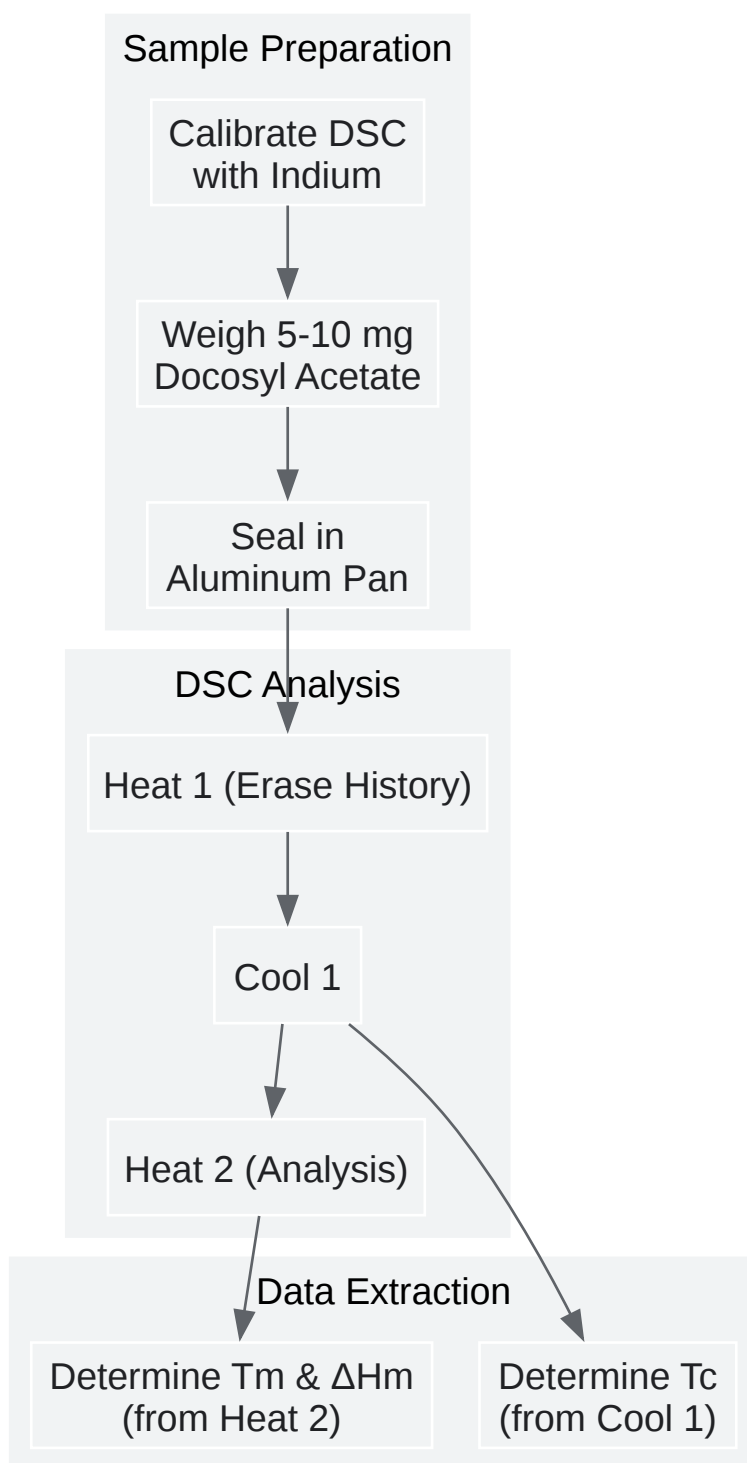 Sample Preparation
Calibrate DSC
with Indium
Weigh 5-10 mg
Docosyl Acetate
Seal in
Aluminum Pan
DSC Analysis
Heat 1 (Erase History)
Cool 1
Heat 2 (Analysis)
Data Extraction
Determine Tm & ΔHm
(from Heat 2)
Determine Tc
(from Cool 1)